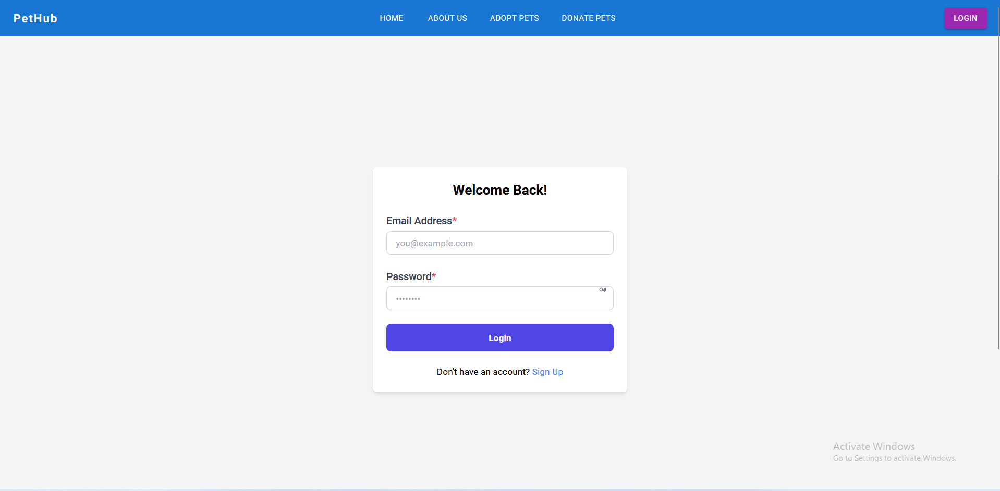 PetHub
HOME ABOUT US ADOPT PETS DONATE PETS
LOGIN
Welcome Back!
Email Address*
you@example.com
Password*
••••••••
Login
Don't have an account? Sign Up
Activate Windows
Go to Settings to activate Windows.